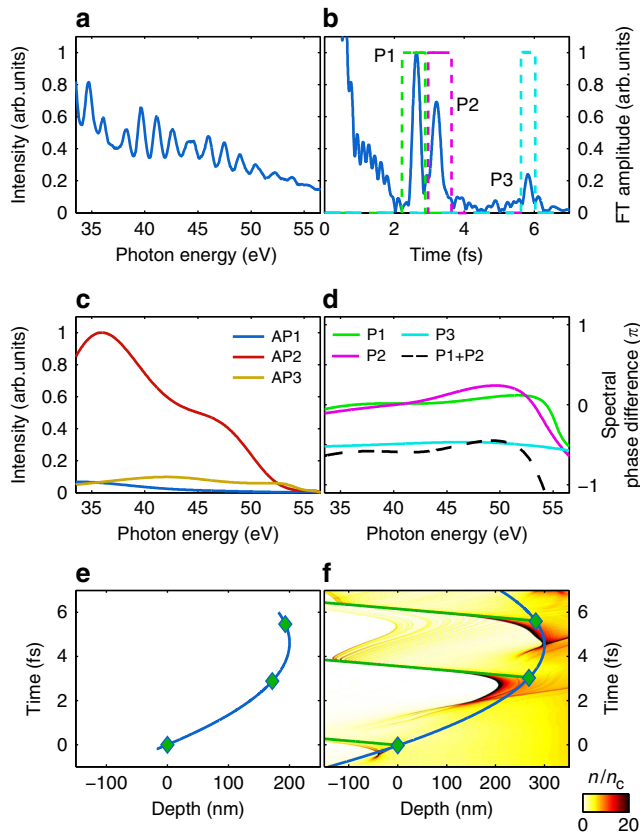 a
b
Intensity (arb.units)
1
0.8
0.6
0.4
0.2
0
35 40 45 50 55
Photon energy (eV)
P1
P2
P3
1
0.8
0.6
0.4
0.2
0
FT amplitude (arb.units)
0 2 4 6
Time (fs)
c
d
Intensity (arb.units)
1
0.8
0.6
0.4
0.2
0
AP1
AP2
AP3
35 40 45 50 55
Photon energy (eV)
P1
P2
P3
P1+P2
1
0
−1
Spectral
phase difference (π)
35 40 45 50 55
Photon energy (eV)
e
f
Time (fs)
6
4
2
0
−100 0 100 200
Depth (nm)
6
4
2
0
Time (fs)
−100 0 100 200 300
Depth (nm)
n/nc
0 20